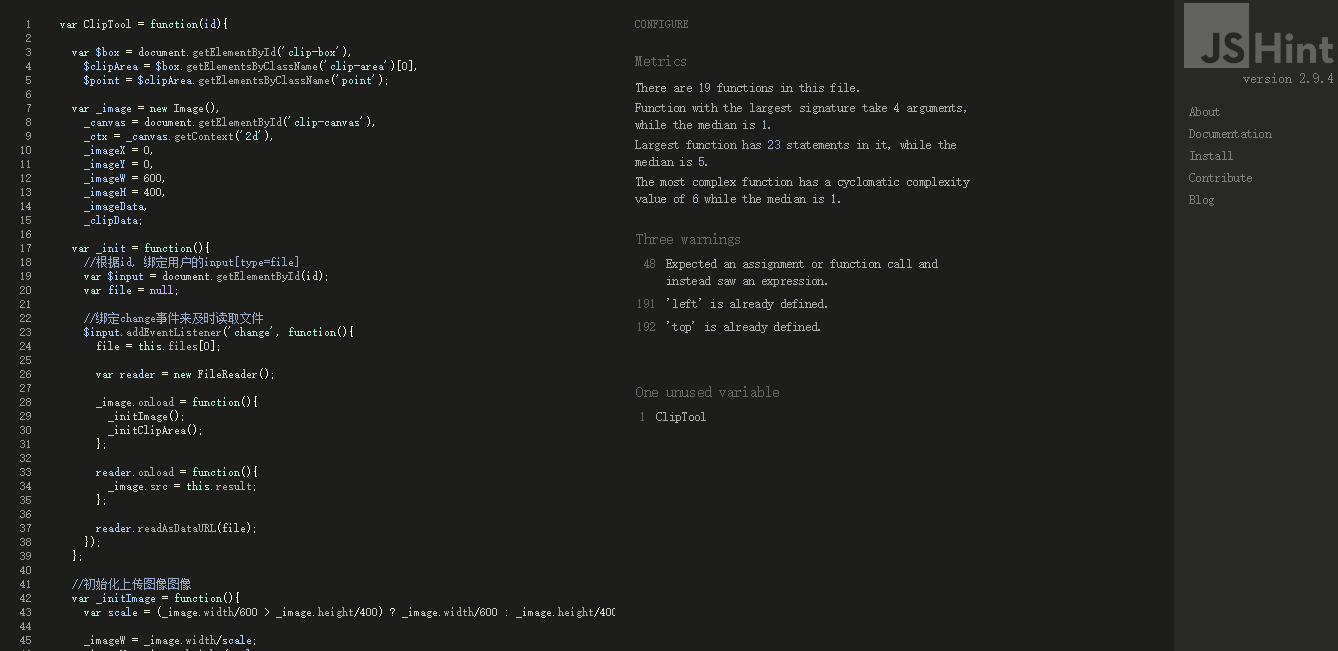 1 var ClipTool = function(id){
2
3 var $box = document.getElementById('clip-box'),
4 $clipArea = $box.getElementsByClassName('clip-area')[0],
5 $point = $clipArea.getElementsByClassName('point');
6
7 var _image = new Image(),
8 _canvas = document.getElementById('clip-canvas'),
9 _ctx = _canvas.getContext('2d'),
10 _imageX = 0,
11 _imageY = 0,
12 _imageW = 600,
13 _imageH = 400,
14 _imageData,
15 _clipData;
16
17 var _init = function(){
18 //根据id, 绑定用户的input[type=file]
19 var $input = document.getElementById(id);
20 var file = null;
21
22 //绑定change事件来及时读取文件
23 $input.addEventListener('change', function(){
24 file = this.files[0];
25
26 var reader = new FileReader();
27
28 _image.onload = function(){
29 _initImage();
30 _initClipArea();
31 };
32
33 reader.onload = function(){
34 _image.src = this.result;
35 };
36
37 reader.readAsDataURL(file);
38 });
39 };
40
41 //初始化上传图像图像
42 var _initImage = function(){
43 var scale = (_image.width/600 > _image.height/400) ? _image.width/600 : _image.height/400
44
45 _imageW = _image.width/scale;
CONFIGURE
Metrics
There are 19 functions in this file.
Function with the largest signature take 4 arguments,
while the median is 1.
Largest function has 23 statements in it, while the
median is 5.
The most complex function has a cyclomatic complexity
value of 6 while the median is 1.
Three warnings
48 Expected an assignment or function call and
instead saw an expression.
191 'left' is already defined.
192 'top' is already defined.
One unused variable
1 ClipTool
JSHint
version 2.9.4
About
Documentation
Install
Contribute
Blog